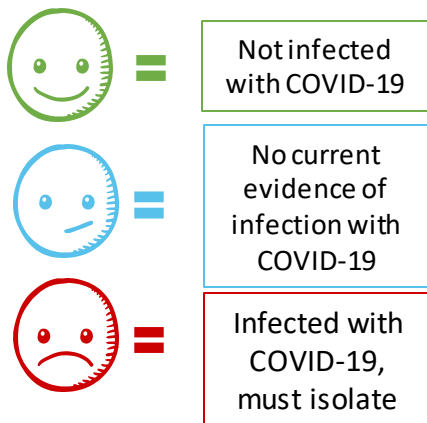 =
Not infected
with COVID-19
=
No current
evidence of
infection with
COVID-19
=
Infected with
COVID-19,
must isolate